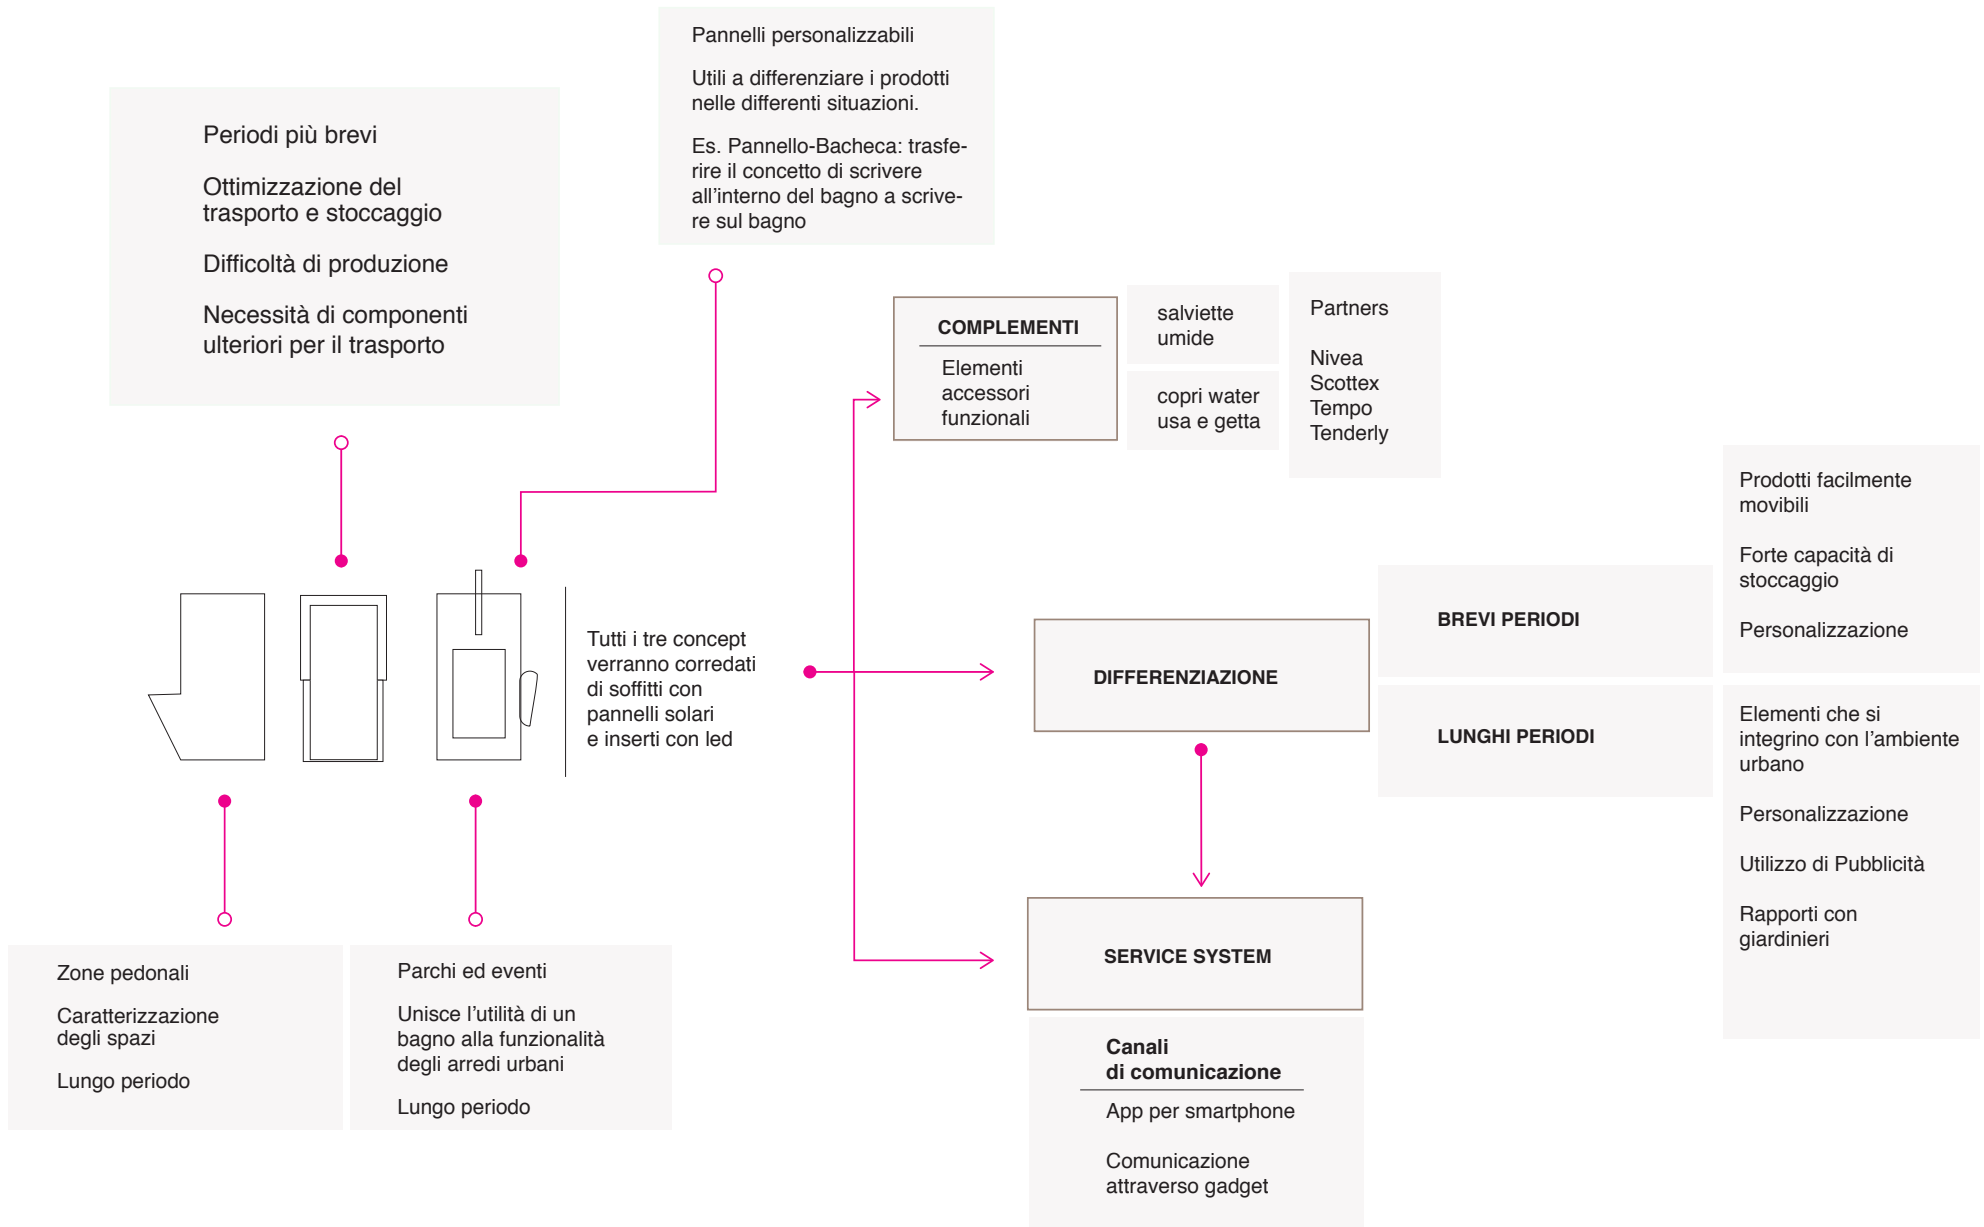 Pannelli personalizzabili
Utili a differenziare i prodotti
nelle differenti situazioni.
Es. Pannello-Bacheca: trasfe-
rire il concetto di scrivere
all’interno del bagno a scrive-
re sul bagno
Periodi più brevi
Ottimizzazione del
trasporto e stoccaggio
Difficoltà di produzione
Necessità di componenti
ulteriori per il trasporto
COMPLEMENTI
Elementi
accessori
funzionali
salviette
umide
copri water
usa e getta
Partners
Nivea
Scottex
Tempo
Tenderly
Tutti i tre concept
verranno corredati
di soffitti con
pannelli solari
e inserti con led
DIFFERENZIAZIONE
BREVI PERIODI
Prodotti facilmente
movibili
Forte capacità di
stoccaggio
Personalizzazione
LUNGHI PERIODI
Elementi che si
integrino con l’ambiente
urbano
Personalizzazione
Utilizzo di Pubblicità
Rapporti con
giardinieri
Zone pedonali
Caratterizzazione
degli spazi
Lungo periodo
Parchi ed eventi
Unisce l’utilità di un
bagno alla funzionalità
degli arredi urbani
Lungo periodo
SERVICE SYSTEM
Canali
di comunicazione
App per smartphone
Comunicazione
attraverso gadget